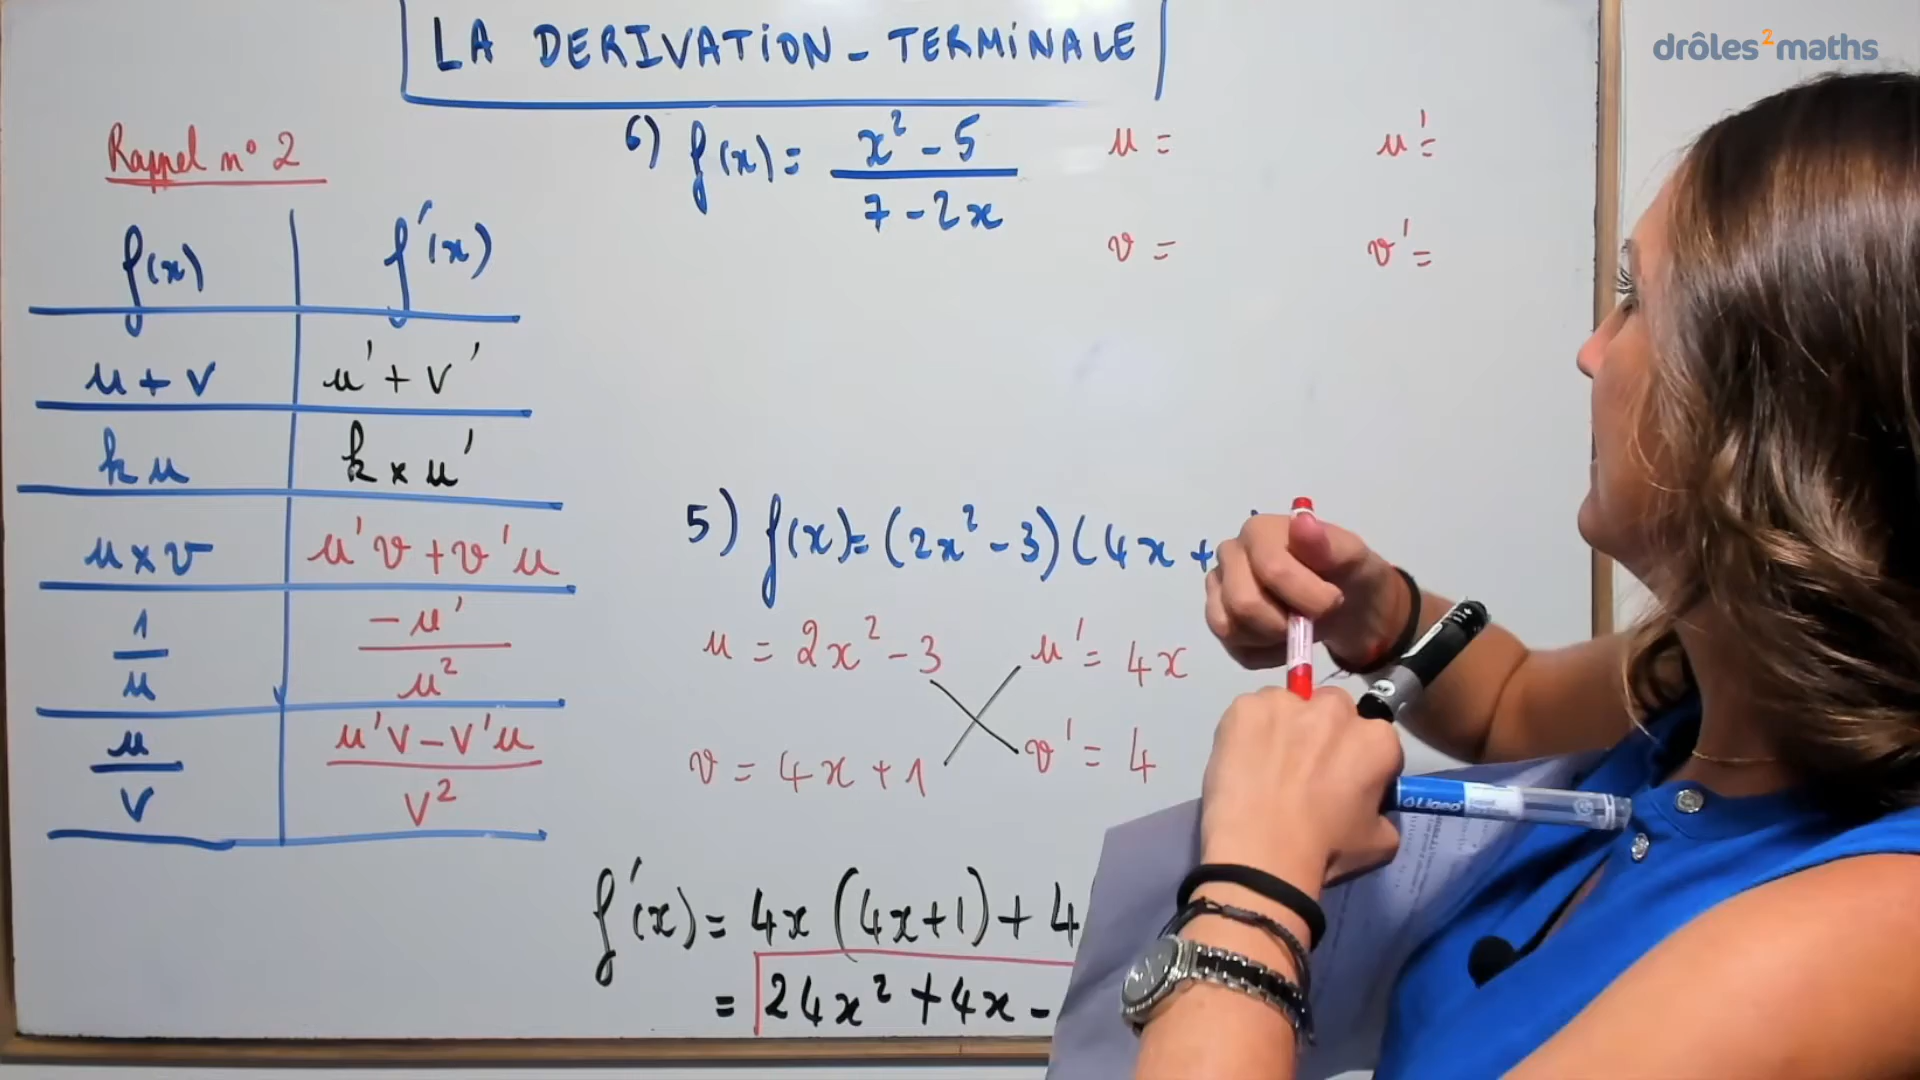 LA DERIVATION - TERMINALE
drôles2maths
Rappel n° 2
f(x) f'(x)
u + v u' + v'
k u k × u'
u × v u'v + v'u
1/u -u'/u²
u/v u'v - v'u/v²
6) f(x) = x² - 5 / 7 - 2x
u = u' =
v = v' =
5) f(x) = (2x² - 3)(4x +
u = 2x² - 3 u' = 4x
v = 4x + 1 v' = 4
f'(x) = 4x (4x+1) + 4
= 24x² + 4x -
Ligeo